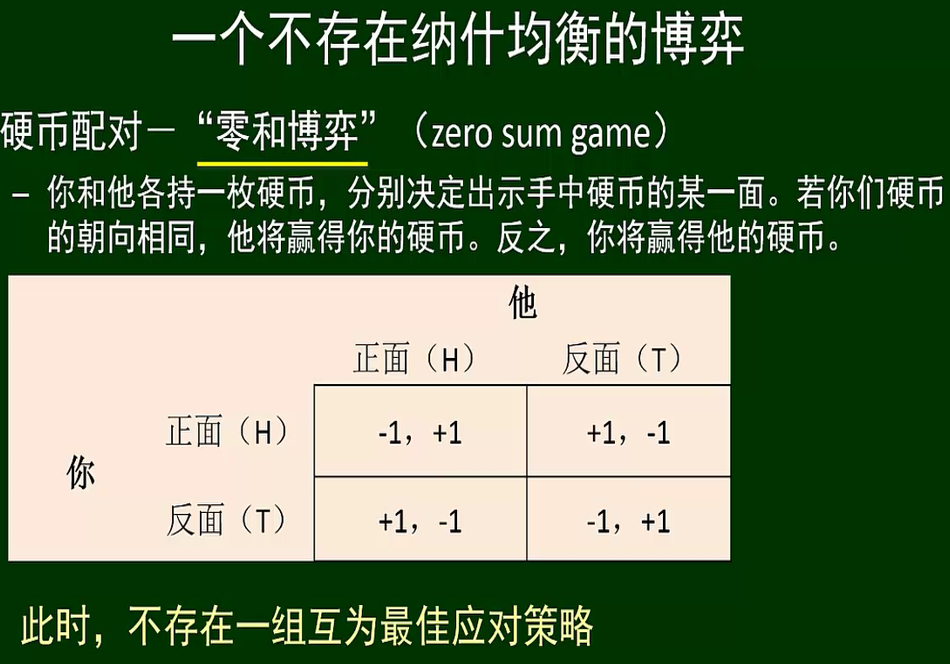 一个不存在纳什均衡的博弈
硬币配对－“零和博弈”（zero sum game）
– 你和他各持一枚硬币，分别决定出示手中硬币的某一面。若你们硬币
的朝向相同，他将赢得你的硬币。反之，你将赢得他的硬币。
他
正面（H） 反面（T）
正面（H） -1，+1 +1，-1
你
反面（T） +1，-1 -1，+1
此时，不存在一组互为最佳应对策略